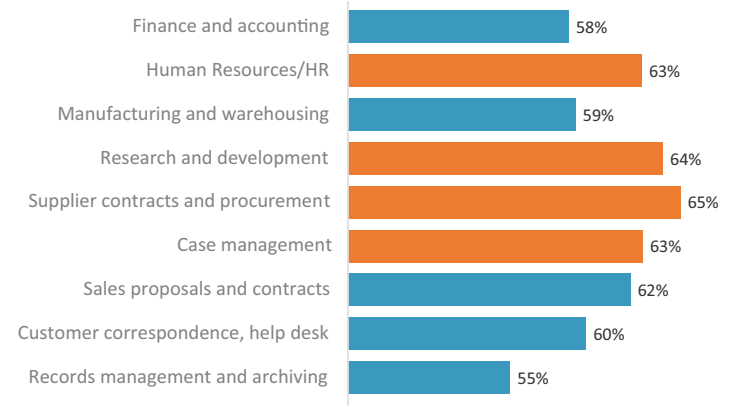 Finance and accounting 58%
Human Resources/HR 63%
Manufacturing and warehousing 59%
Research and development 64%
Supplier contracts and procurement 65%
Case management 63%
Sales proposals and contracts 62%
Customer correspondence, help desk 60%
Records management and archiving 55%